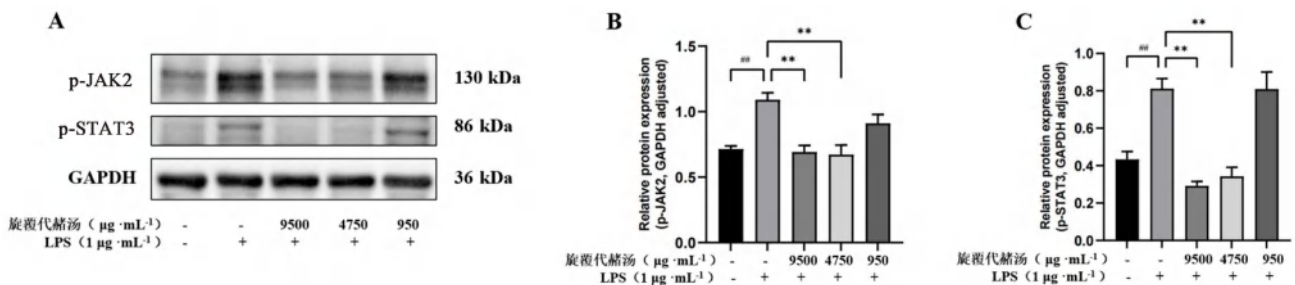 A
p-JAK2
130 kDa
p-STAT3
86 kDa
GAPDH
36 kDa
旋覆代赭汤（μg·mL-1） - - 9500 4750 950
LPS（1 μg·mL-1） - + + + +
B
Relative protein expression
(p-JAK2, GAPDH adjusted)
1.5
1.0
0.5
0.0
##
**
**
旋覆代赭汤（μg·mL-1） - - 9500 4750 950
LPS（1 μg·mL-1） - + + + +
C
Relative protein expression
(p-STAT3, GAPDH adjusted)
1.0
0.8
0.6
0.4
0.2
0.0
##
**
**
旋覆代赭汤（μg·mL-1） - - 9500 4750 950
LPS（1 μg·mL-1） - + + + +